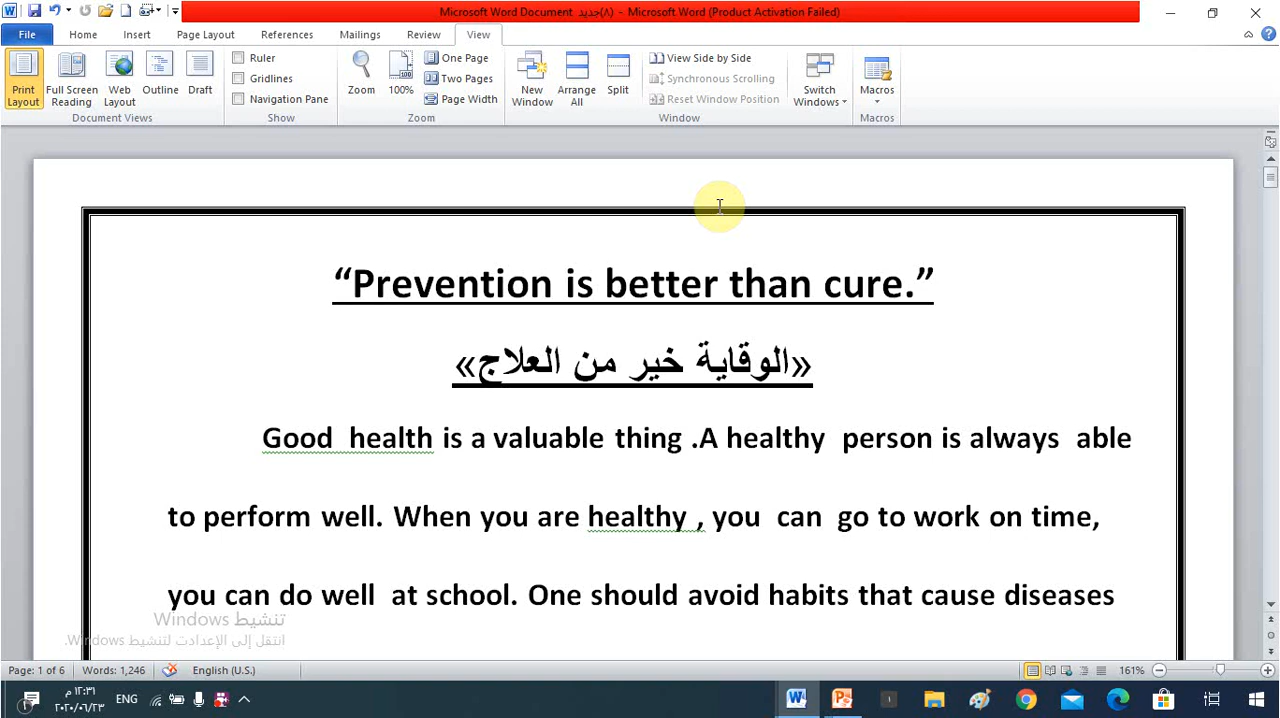 Microsoft Word Document جديد (٨) - Microsoft Word (Product Activation Failed)
File Home Insert Page Layout References Mailings Review View
Print Layout
Full Screen Reading
Web Layout
Outline
Draft
Document Views
Ruler
Gridlines
Navigation Pane
Show
Zoom
100%
One Page
Two Pages
Page Width
Zoom
New Window
Arrange All
Split
View Side by Side
Synchronous Scrolling
Reset Window Position
Window
Switch Windows
Macros
Macros
“Prevention is better than cure.”
«الوقاية خير من العلاج»
Good health is a valuable thing .A healthy person is always able
to perform well. When you are healthy , you can go to work on time,
you can do well at school. One should avoid habits that cause diseases
تنشيط Windows
انتقل إلى الإعدادات لتنشيط Windows.
Page: 1 of 6 Words: 1,246 English (U.S.) 161%
ENG
١٢:٣١ م
٢٠٢٠/٠٦/٢٣